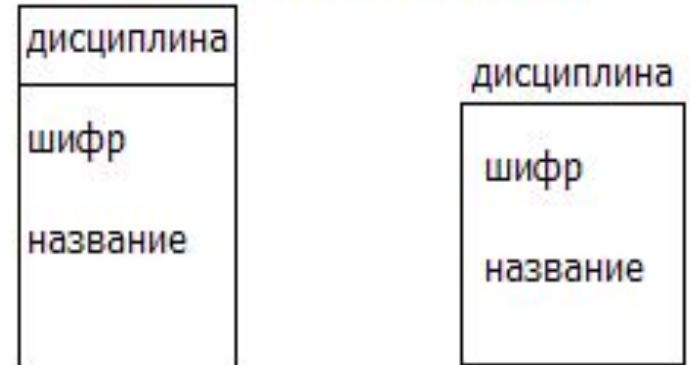 дисциплина
шифр
название
дисциплина
шифр
название